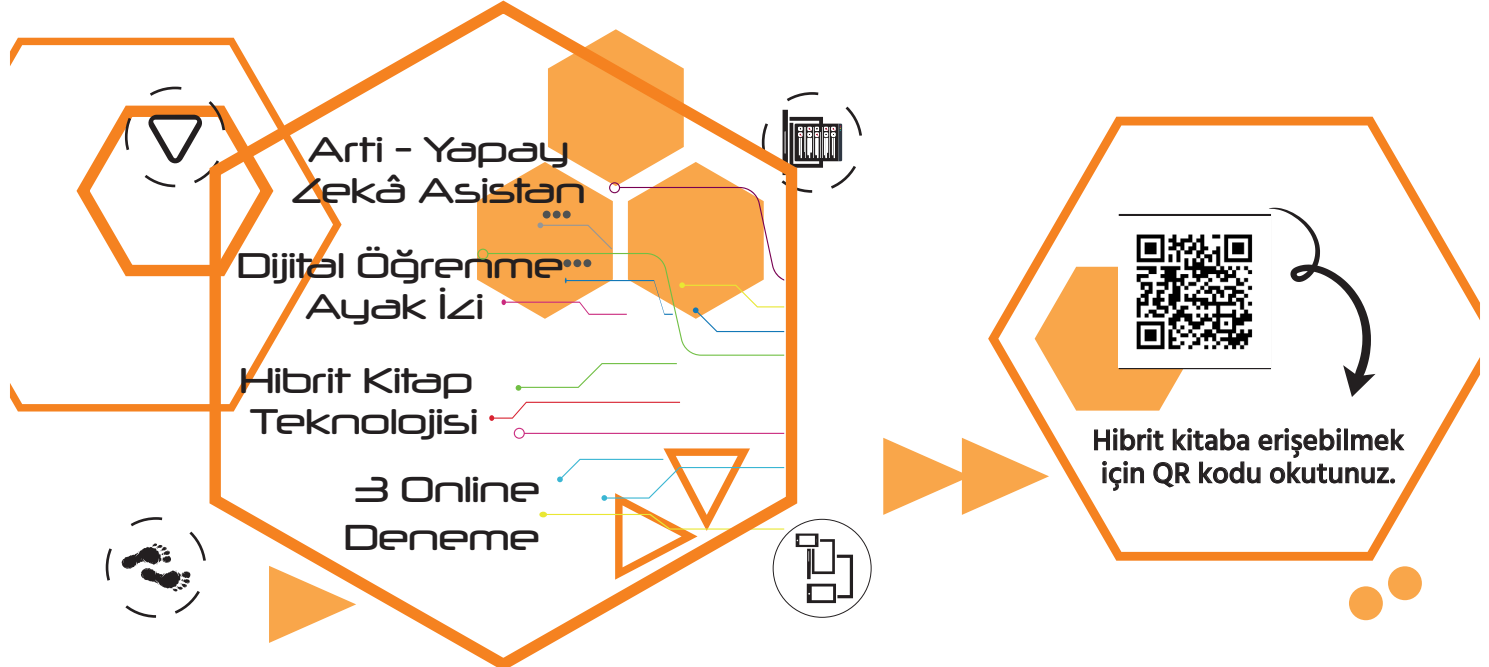 Arti - Yapay
Zekâ Asistan
Dijital Öğrenme
Ayak İzi
Hibrit Kitap
Teknolojisi
3 Online
Deneme
Hibrit kitaba erişebilmek
için QR kodu okutunuz.